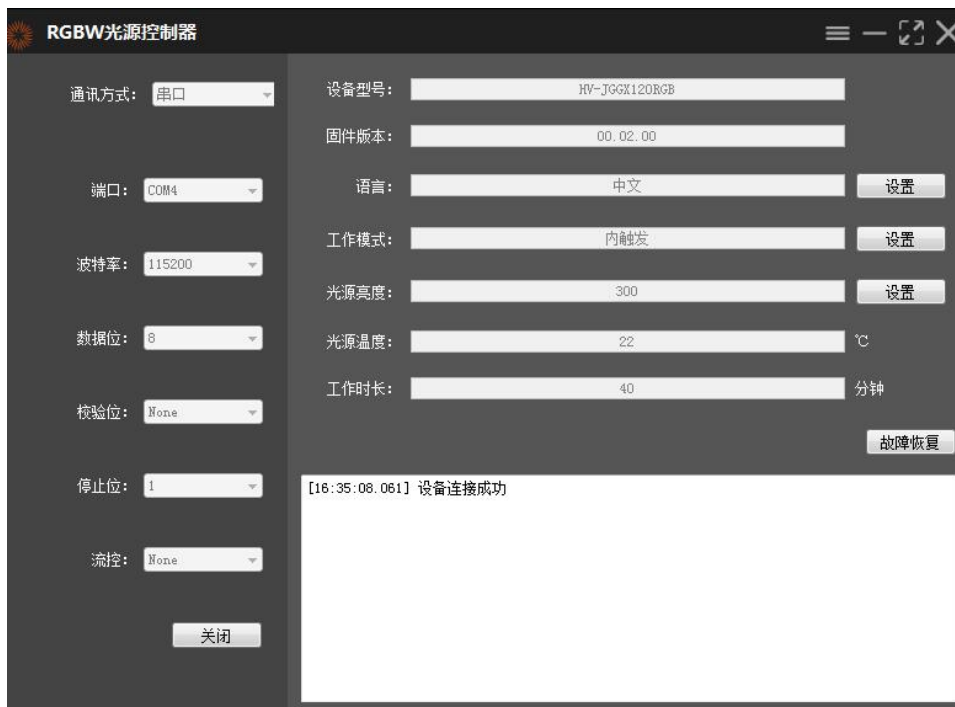 RGBW光源控制器
通讯方式: 串口
端口: COM4
波特率: 115200
数据位: 8
校验位: None
停止位: 1
流控: None
关闭
设备型号: HV-JGGX120RGB
固件版本: 00.02.00
语言: 中文 设置
工作模式: 内触发 设置
光源亮度: 300 设置
光源温度: 22 ℃
工作时长: 40 分钟
故障恢复
[16:35:08.061] 设备连接成功